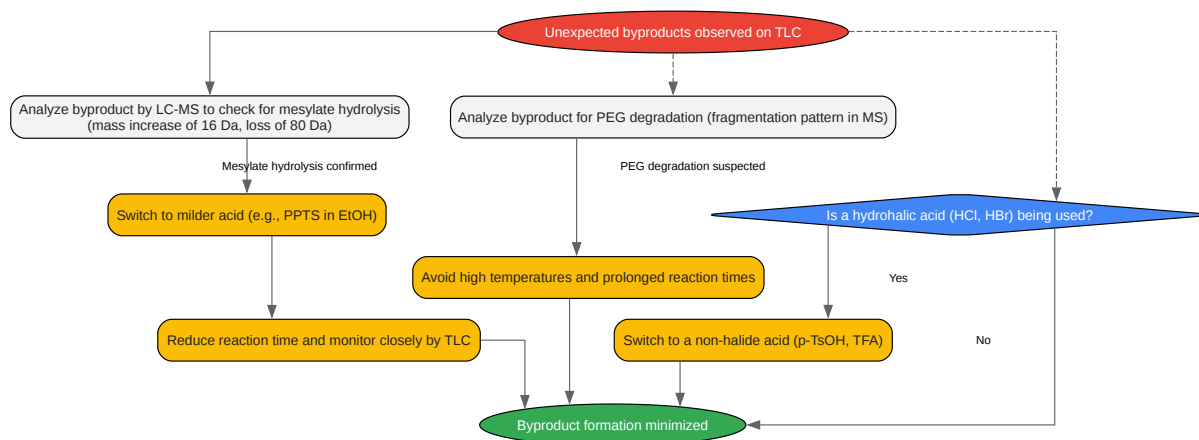 Unexpected byproducts observed on TLC
Analyze byproduct by LC-MS to check for mesylate hydrolysis
(mass increase of 16 Da, loss of 80 Da)
Analyze byproduct for PEG degradation (fragmentation pattern in MS)
Mesylate hydrolysis confirmed
PEG degradation suspected
Switch to milder acid (e.g., PPTS in EtOH)
Is a hydrohalic acid (HCl, HBr) being used?
Avoid high temperatures and prolonged reaction times
Yes
Reduce reaction time and monitor closely by TLC
Switch to a non-halide acid (p-TsOH, TFA)
No
Byproduct formation minimized